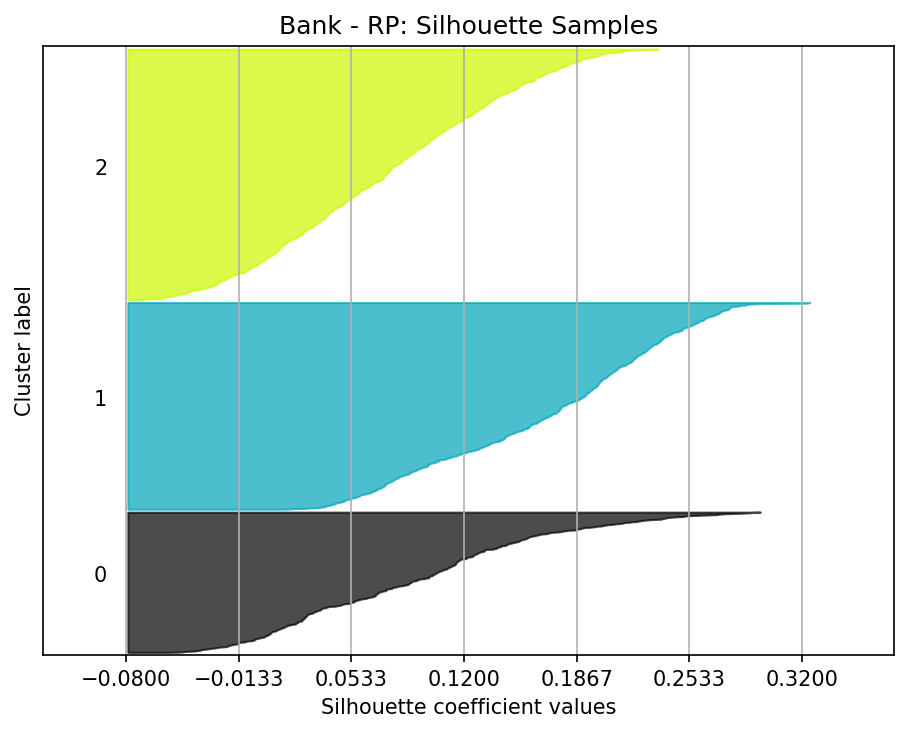 Bank - RP: Silhouette Samples
2
1
0
Cluster label
−0.0800 −0.0133 0.0533 0.1200 0.1867 0.2533 0.3200
Silhouette coefficient values